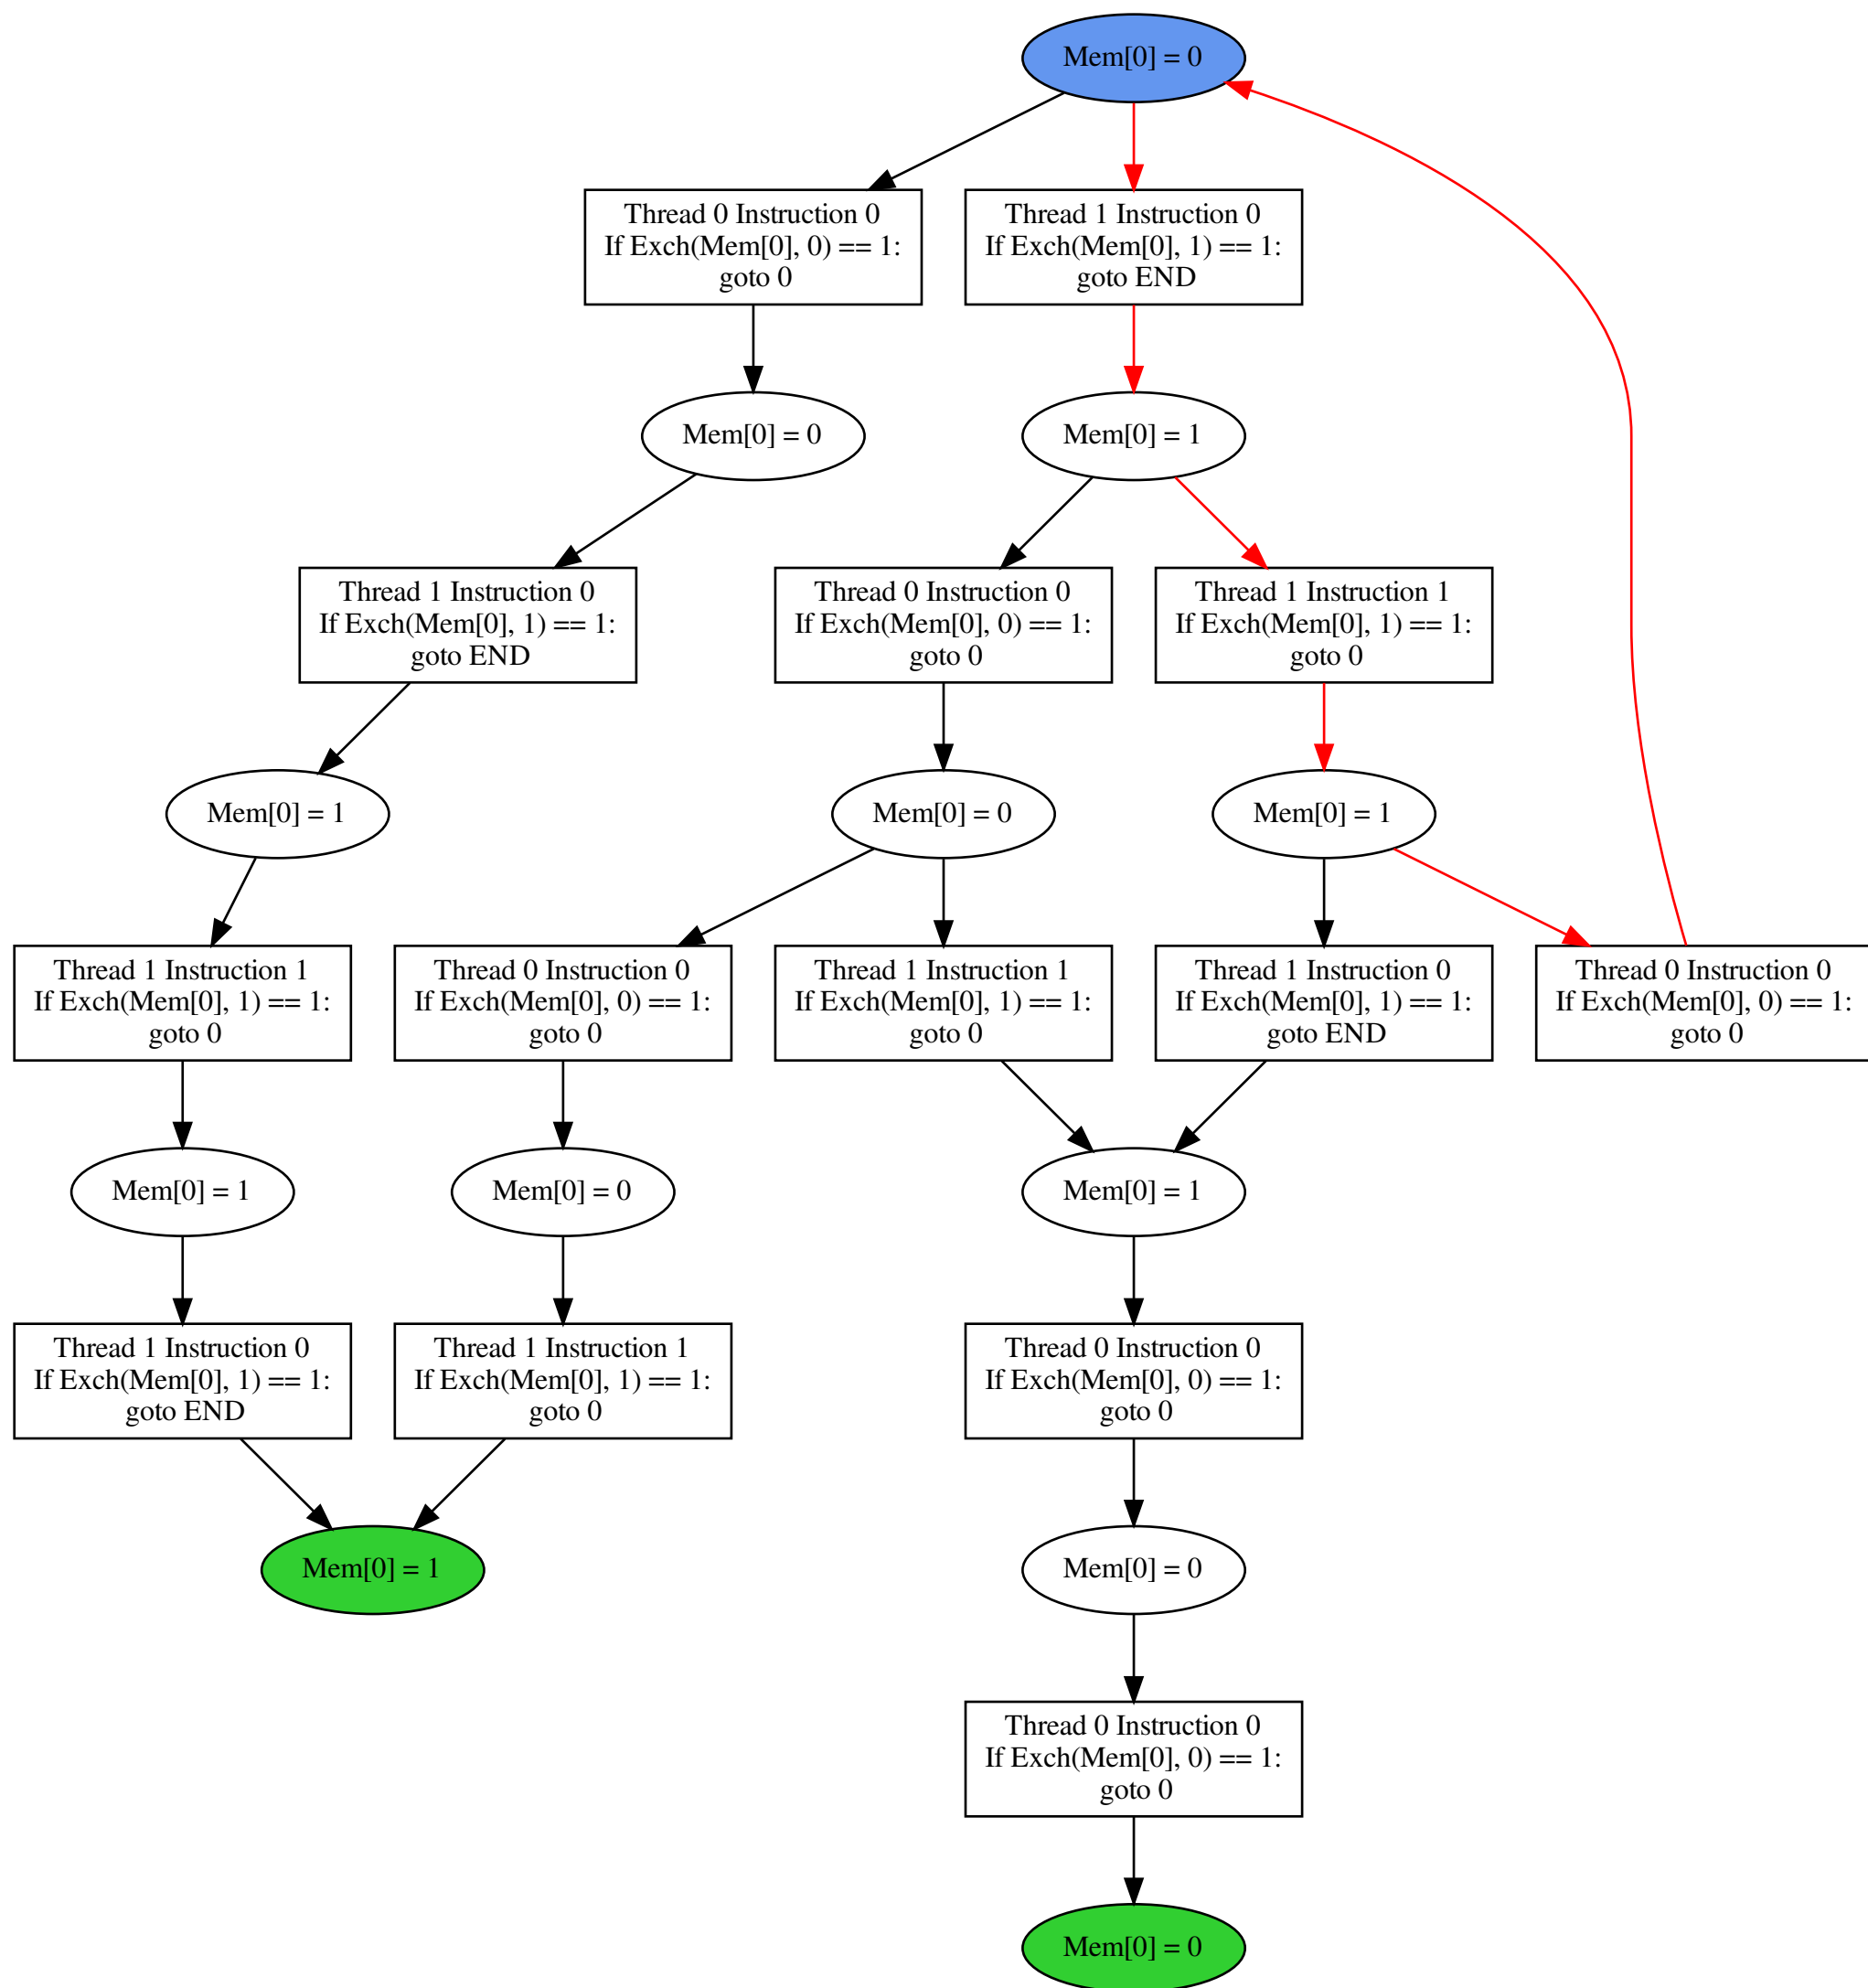 Mem[0] = 0
Thread 0 Instruction 0
If Exch(Mem[0], 0) == 1:
goto 0
Thread 1 Instruction 0
If Exch(Mem[0], 1) == 1:
goto END
Mem[0] = 0
Mem[0] = 1
Thread 1 Instruction 0
If Exch(Mem[0], 1) == 1:
goto END
Thread 0 Instruction 0
If Exch(Mem[0], 0) == 1:
goto 0
Thread 1 Instruction 1
If Exch(Mem[0], 1) == 1:
goto 0
Mem[0] = 1
Mem[0] = 0
Mem[0] = 1
Thread 1 Instruction 1
If Exch(Mem[0], 1) == 1:
goto 0
Thread 0 Instruction 0
If Exch(Mem[0], 0) == 1:
goto 0
Thread 1 Instruction 1
If Exch(Mem[0], 1) == 1:
goto 0
Thread 1 Instruction 0
If Exch(Mem[0], 1) == 1:
goto END
Thread 0 Instruction 0
If Exch(Mem[0], 0) == 1:
goto 0
Mem[0] = 1
Mem[0] = 0
Mem[0] = 1
Thread 1 Instruction 0
If Exch(Mem[0], 1) == 1:
goto END
Thread 1 Instruction 1
If Exch(Mem[0], 1) == 1:
goto 0
Thread 0 Instruction 0
If Exch(Mem[0], 0) == 1:
goto 0
Mem[0] = 1
Mem[0] = 0
Thread 0 Instruction 0
If Exch(Mem[0], 0) == 1:
goto 0
Mem[0] = 0